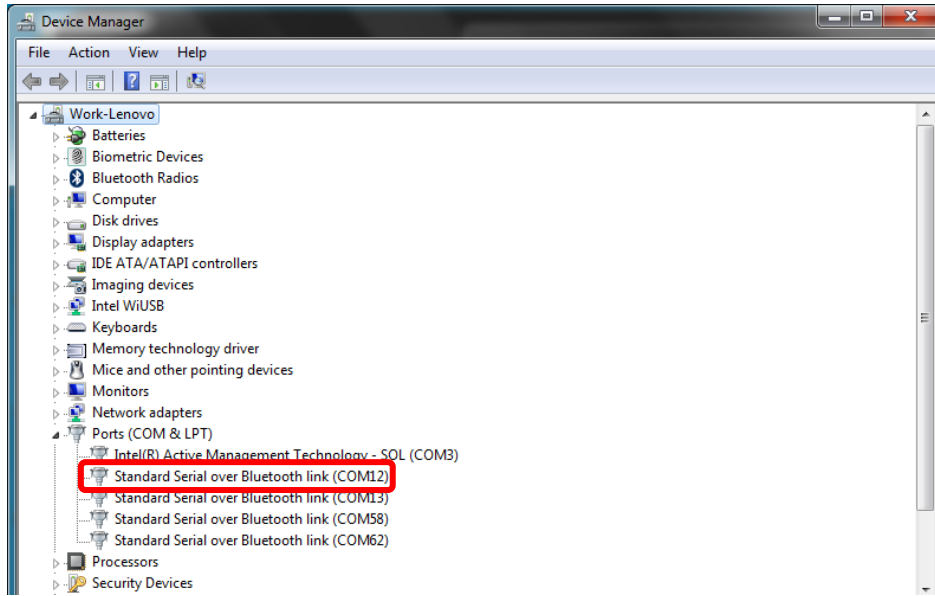 Device Manager
File Action View Help
Work-Lenovo
Batteries
Biometric Devices
Bluetooth Radios
Computer
Disk drives
Display adapters
IDE ATA/ATAPI controllers
Imaging devices
Intel WiUSB
Keyboards
Memory technology driver
Mice and other pointing devices
Monitors
Network adapters
Ports (COM & LPT)
Intel(R) Active Management Technology - SOL (COM3)
Standard Serial over Bluetooth link (COM12)
Standard Serial over Bluetooth link (COM13)
Standard Serial over Bluetooth link (COM58)
Standard Serial over Bluetooth link (COM62)
Processors
Security Devices